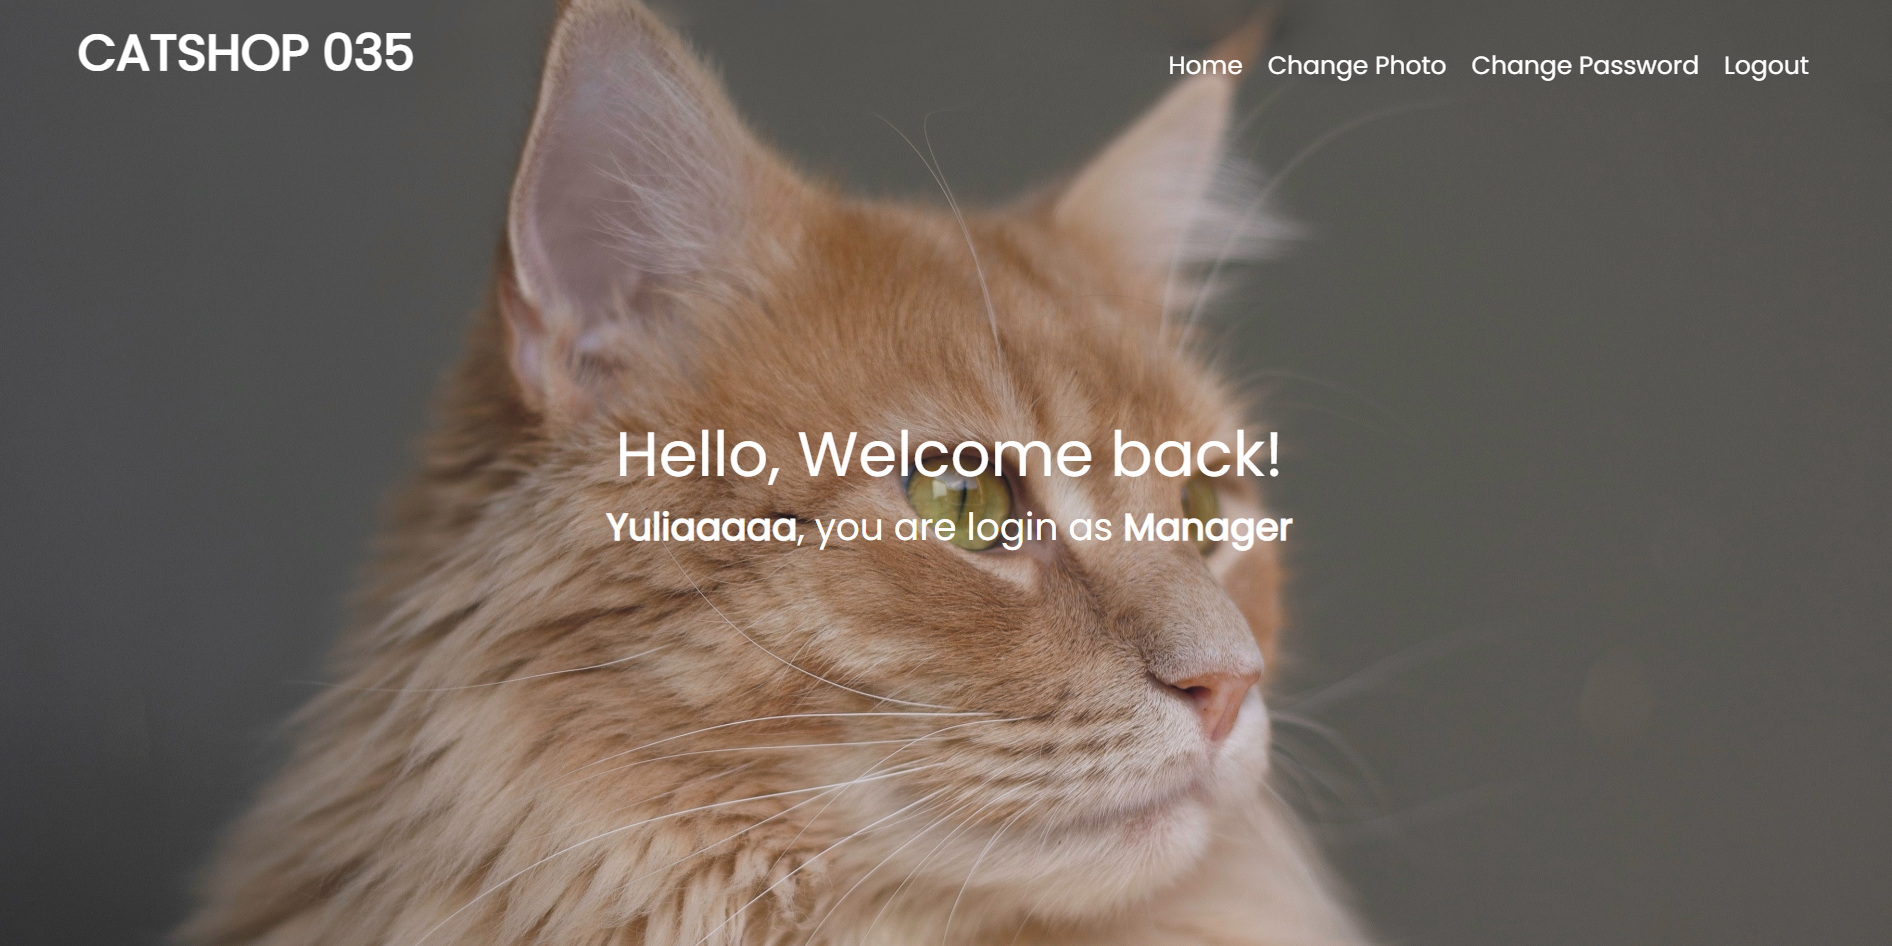 CATSHOP 035
Home Change Photo Change Password Logout
Hello, Welcome back!
Yuliaaaaa, you are login as Manager